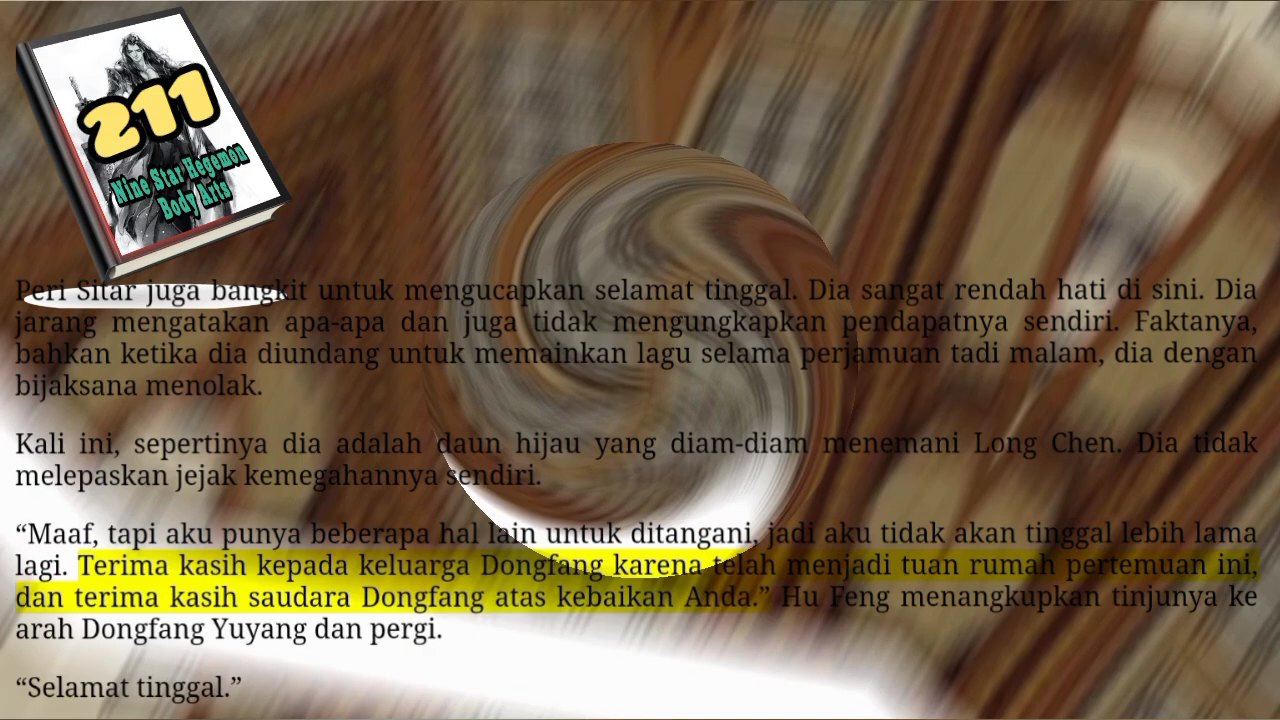 211
Nine Star Hegemon
Body Arts
Peri Sitar juga bangkit untuk mengucapkan selamat tinggal. Dia sangat rendah hati di sini. Dia
jarang mengatakan apa-apa dan juga tidak mengungkapkan pendapatnya sendiri. Faktanya,
bahkan ketika dia diundang untuk memainkan lagu selama perjamuan tadi malam, dia dengan
bijaksana menolak.
Kali ini, sepertinya dia adalah daun hijau yang diam-diam menemani Long Chen. Dia tidak
melepaskan jejak kemegahannya sendiri.
“Maaf, tapi aku punya beberapa hal lain untuk ditangani, jadi aku tidak akan tinggal lebih lama
lagi. Terima kasih kepada keluarga Dongfang karena telah menjadi tuan rumah pertemuan ini,
dan terima kasih saudara Dongfang atas kebaikan Anda.” Hu Feng menangkupkan tinjunya ke
arah Dongfang Yuyang dan pergi.
“Selamat tinggal.”